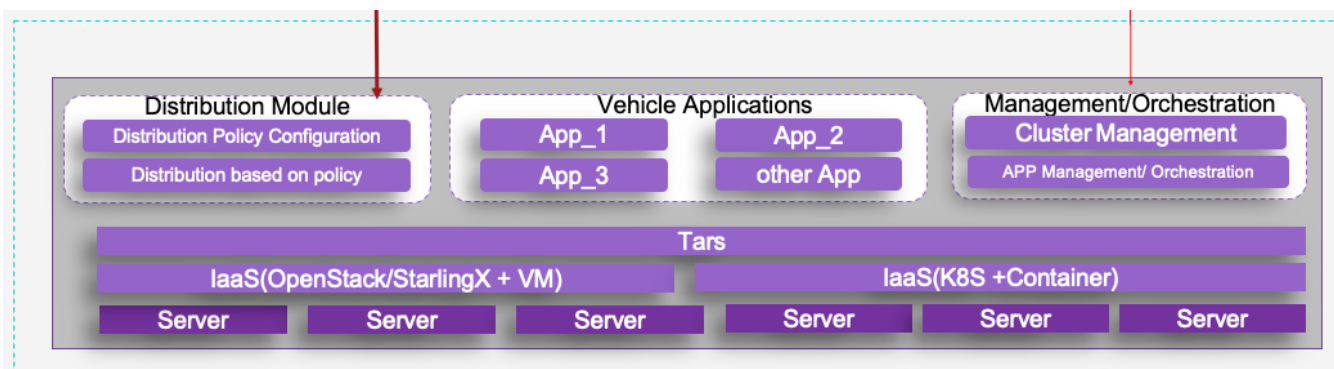 Distribution Module
Distribution Policy Configuration
Distribution based on policy
Vehicle Applications
App_1
App_2
App_3
other App
Management/Orchestration
Cluster Management
APP Management/ Orchestration
Tars
IaaS(OpenStack/StarlingX + VM)
IaaS(K8S +Container)
Server
Server
Server
Server
Server
Server